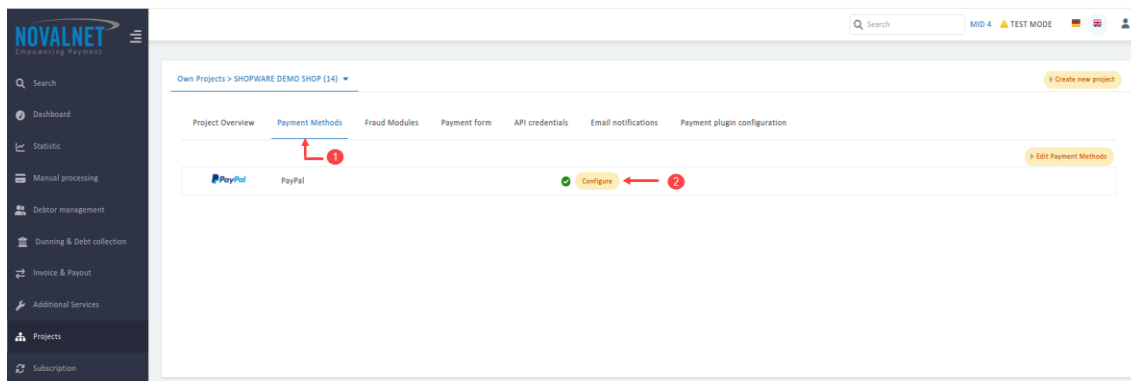 NOVALNET
Empowering Payment
Search
MID 4 TEST MODE
Search
Dashboard
Statistic
Manual processing
Debtor management
Dunning & Debt collection
Invoice & Payout
Additional Services
Projects
Subscription
Own Projects > SHOPWARE DEMO SHOP (14)
Create new project
Project Overview Payment Methods Fraud Modules Payment form API credentials Email notifications Payment plugin configuration
1
Edit Payment Methods
PayPal PayPal Configure 2